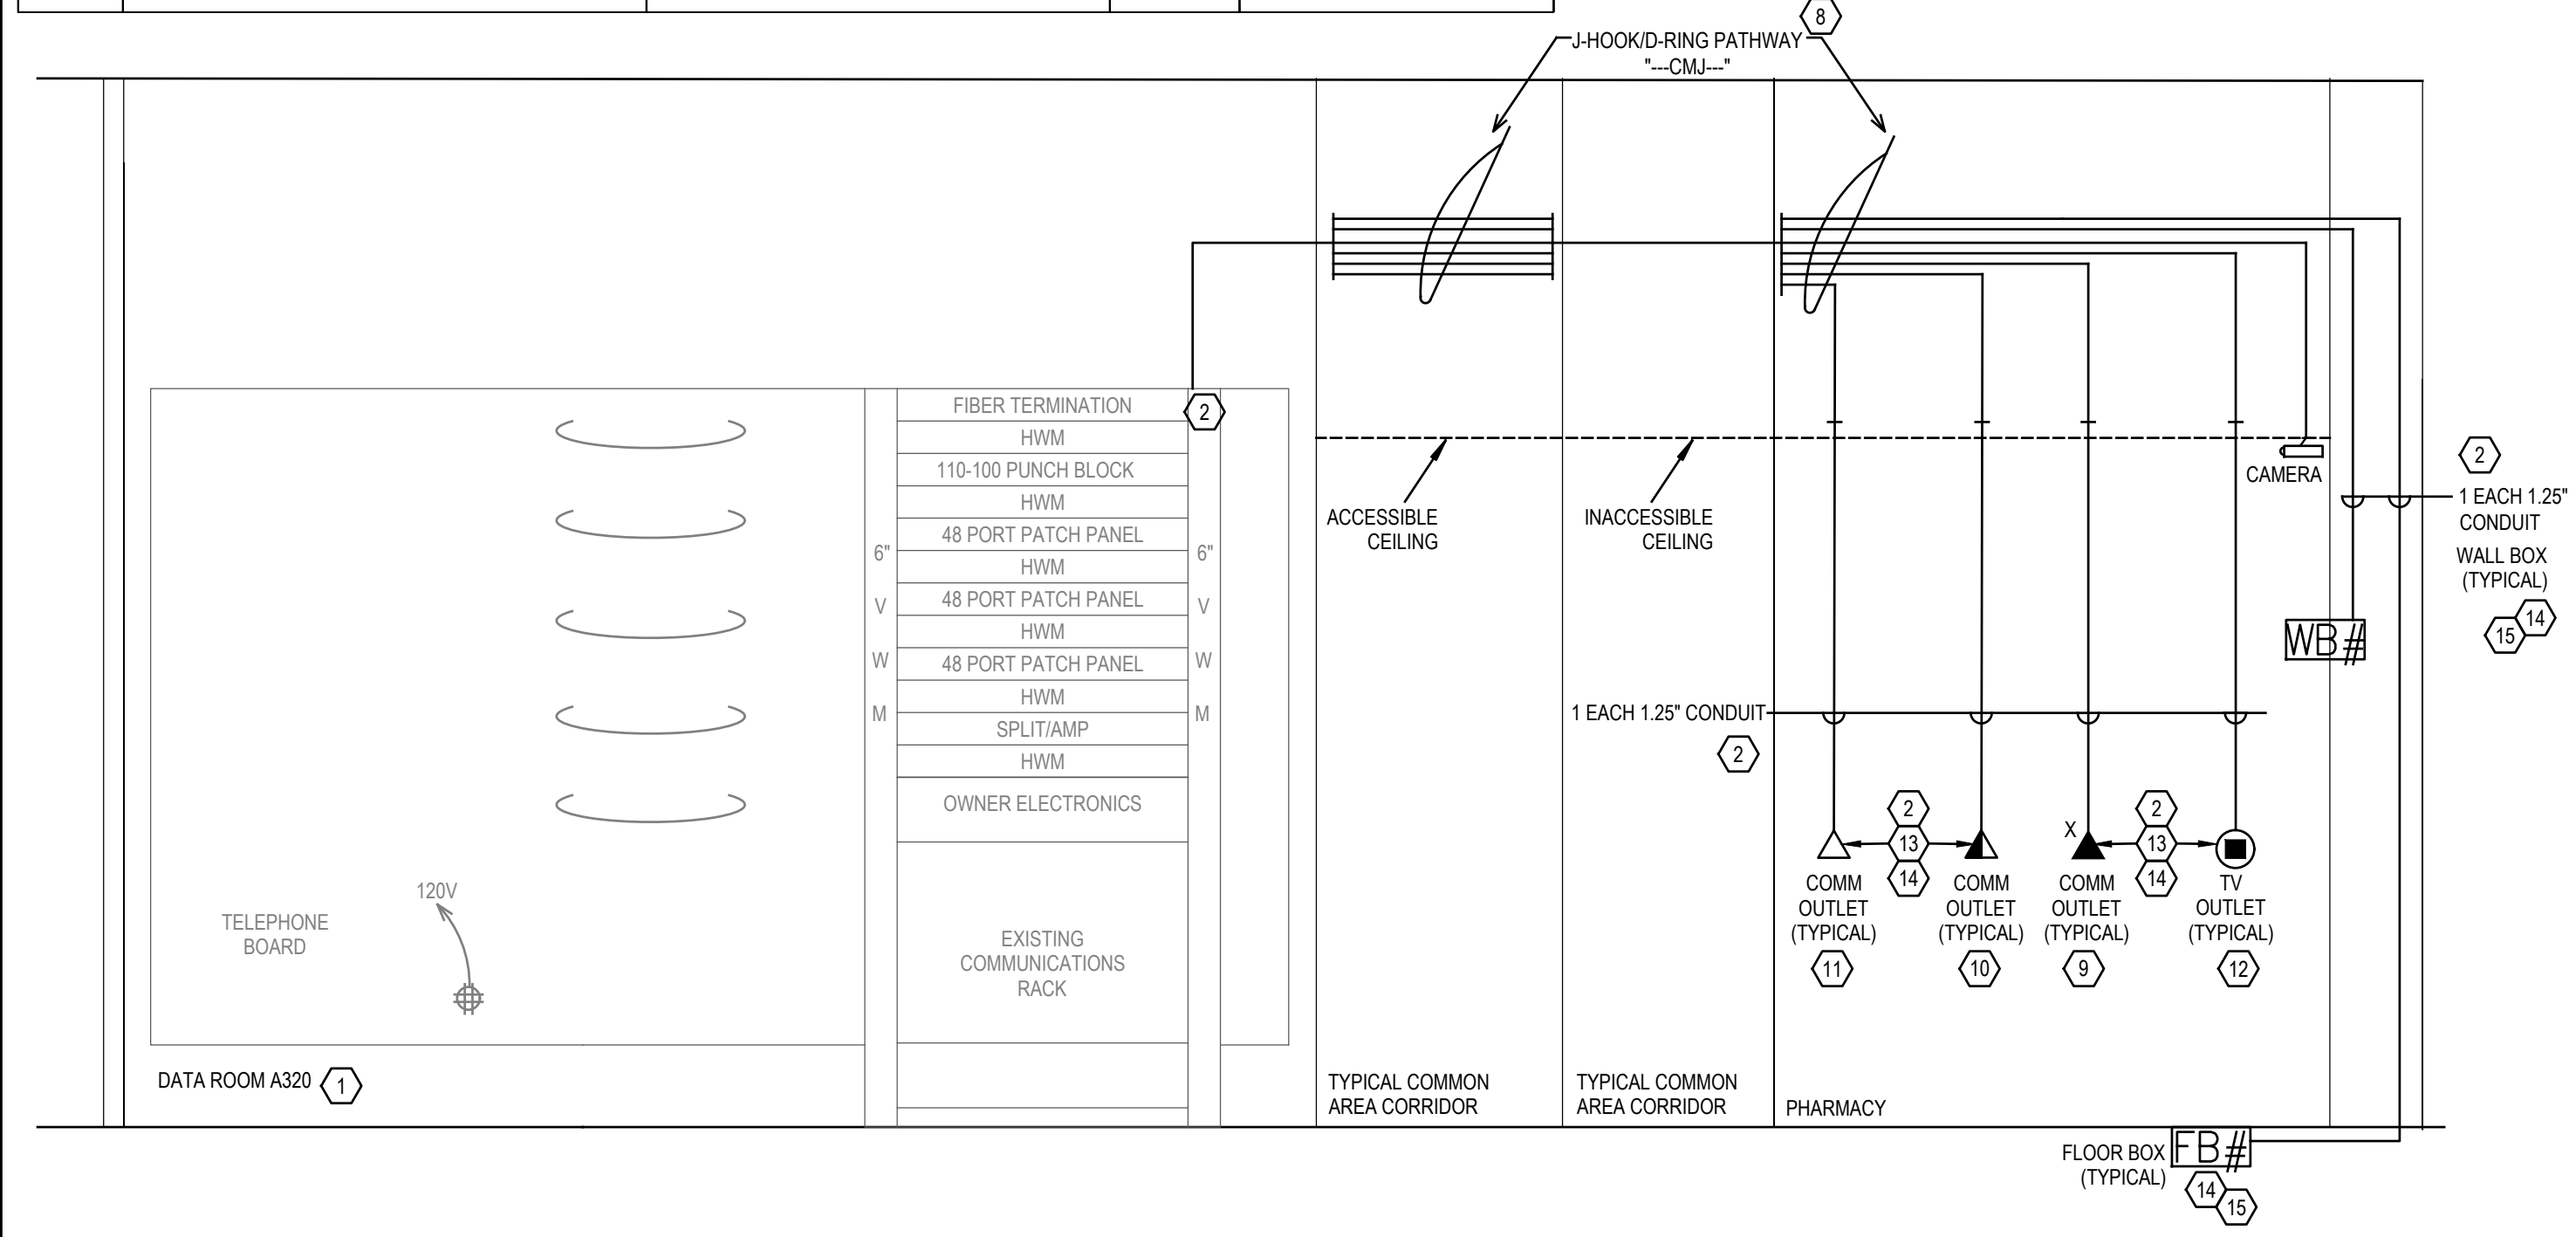 8
J-HOOK/D-RING PATHWAY
"---CMJ---"
FIBER TERMINATION
HWM
110-100 PUNCH BLOCK
HWM
48 PORT PATCH PANEL
HWM
48 PORT PATCH PANEL
HWM
48 PORT PATCH PANEL
HWM
SPLIT/AMP
HWM
OWNER ELECTRONICS
EXISTING
COMMUNICATIONS
RACK
6"
V
W
M
6"
V
W
M
2
120V
TELEPHONE
BOARD
DATA ROOM A320
1
ACCESSIBLE
CEILING
INACCESSIBLE
CEILING
TYPICAL COMMON
AREA CORRIDOR
TYPICAL COMMON
AREA CORRIDOR
PHARMACY
CAMERA
2
1 EACH 1.25"
CONDUIT
WALL BOX
(TYPICAL)
14
15
WB#
1 EACH 1.25" CONDUIT
2
2
13
14
X
2
13
14
COMM
OUTLET
(TYPICAL)
11
COMM
OUTLET
(TYPICAL)
10
COMM
OUTLET
(TYPICAL)
9
TV
OUTLET
(TYPICAL)
12
FLOOR BOX
(TYPICAL)
FB#
14
15